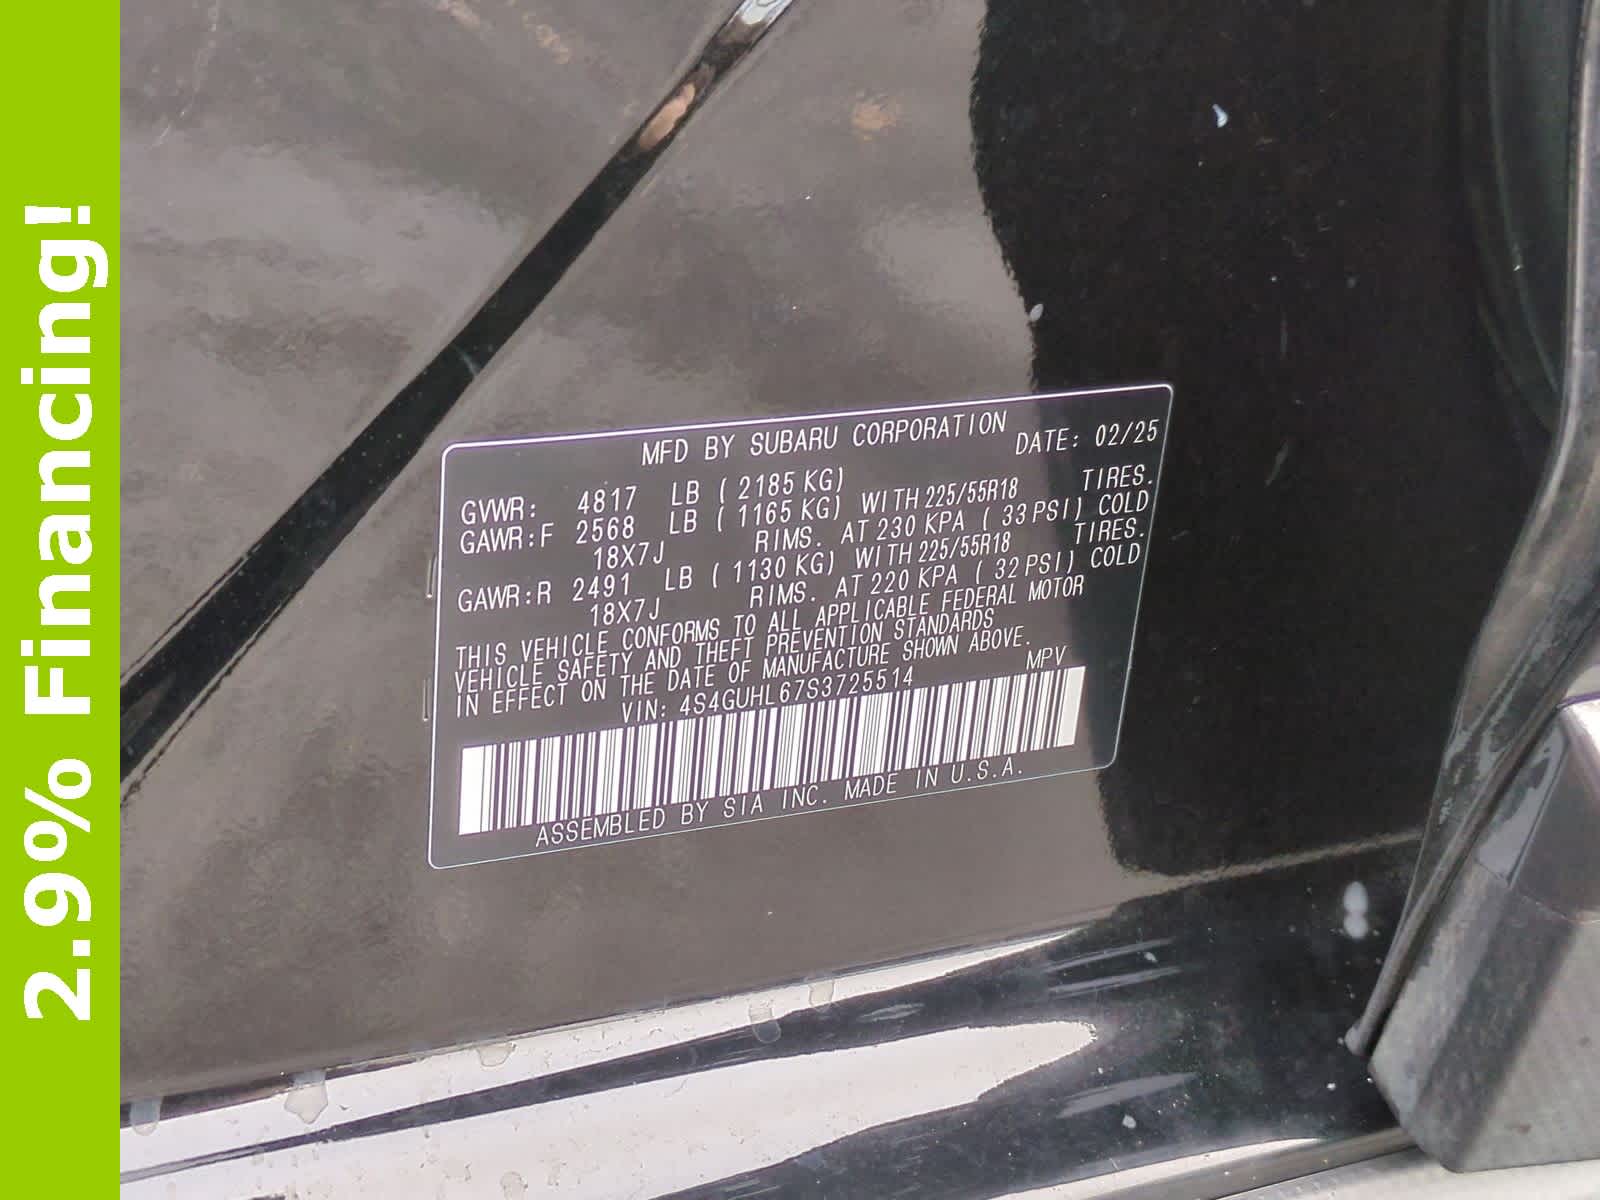 2.9% Financing!
MFD BY SUBARU CORPORATION DATE: 02/25
GVWR: 4817 LB ( 2185 KG)
GAWR:F 2568 LB ( 1165 KG) WITH 225/55R18 TIRES.
18X7J RIMS. AT 230 KPA ( 33 PSI) COLD
GAWR:R 2491 LB ( 1130 KG) WITH 225/55R18 TIRES.
18X7J RIMS. AT 220 KPA ( 32 PSI) COLD
THIS VEHICLE CONFORMS TO ALL APPLICABLE FEDERAL MOTOR
VEHICLE SAFETY AND THEFT PREVENTION STANDARDS
IN EFFECT ON THE DATE OF MANUFACTURE SHOWN ABOVE.
VIN: 4S4GUHL67S3725514 MPV
ASSEMBLED BY SIA INC. MADE IN U.S.A.